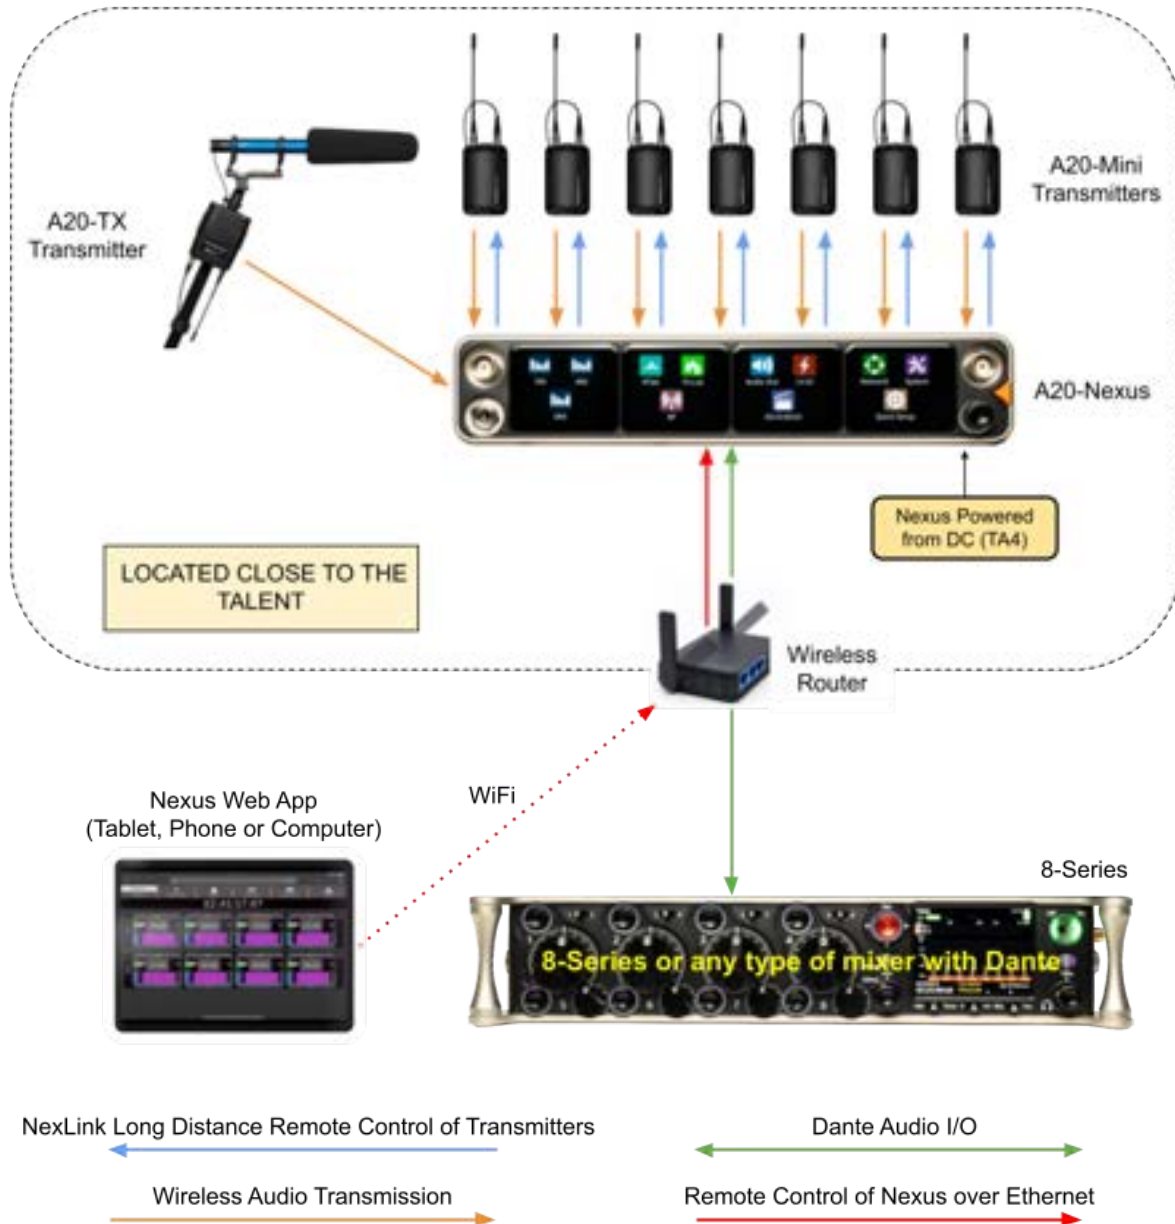 A20-TX
Transmitter
A20-Mini
Transmitters
A20-Nexus
Nexus Powered
from DC (TA4)
LOCATED CLOSE TO THE
TALENT
Wireless
Router
WiFi
Nexus Web App
(Tablet, Phone or Computer)
8-Series
8-Series or any type of mixer with Dante
NexLink Long Distance Remote Control of Transmitters
Dante Audio I/O
Wireless Audio Transmission
Remote Control of Nexus over Ethernet